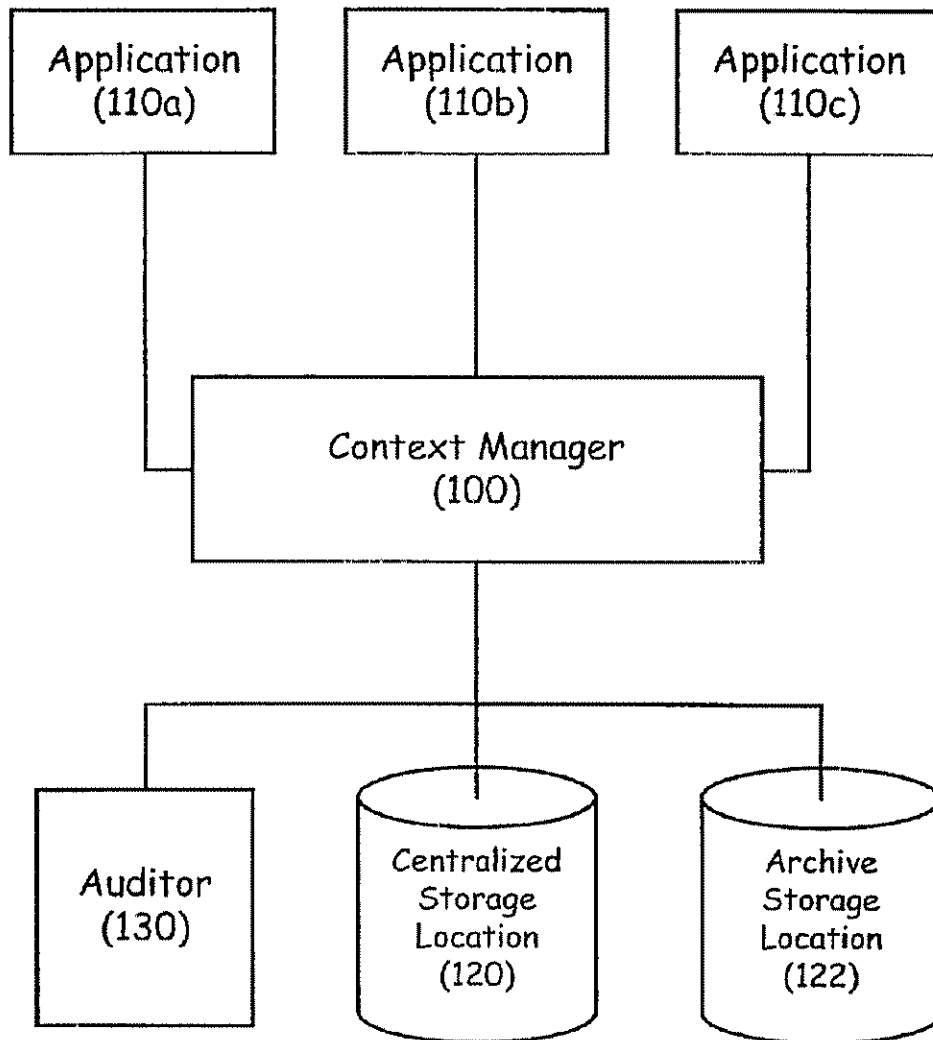 Application
(110a)
Application
(110b)
Application
(110c)
Context Manager
(100)
Auditor
(130)
Centralized
Storage
Location
(120)
Archive
Storage
Location
(122)